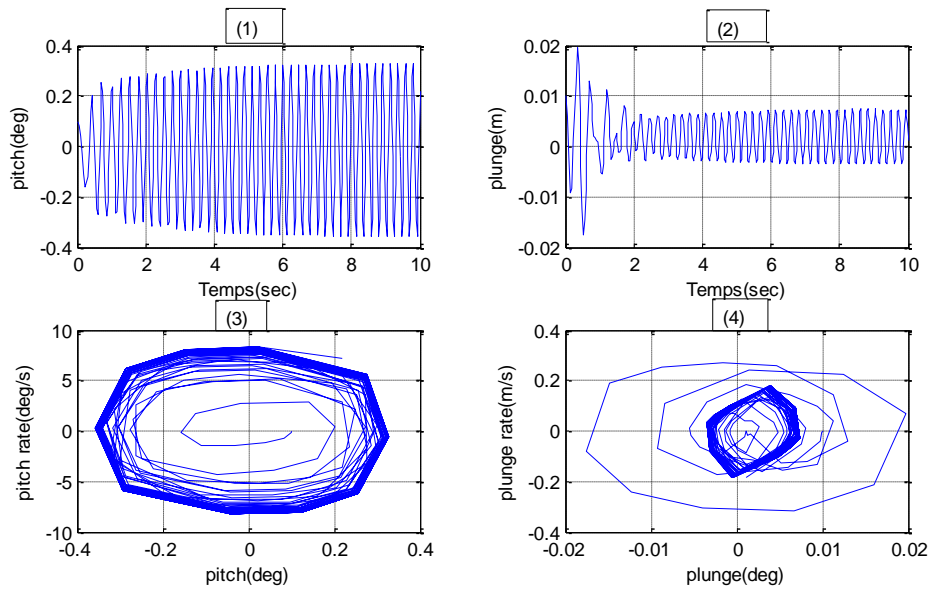 (1)
pitch(deg)
0.4
0.2
0
-0.2
-0.4
0 2 4 6 8 10
Temps(sec)
(2)
plunge(m)
0.02
0.01
0
-0.01
-0.02
0 2 4 6 8 10
Temps(sec)
(3)
pitch rate(deg/s)
10
5
0
-5
-10
-0.4 -0.2 0 0.2 0.4
pitch(deg)
(4)
plunge rate(m/s)
0.4
0.2
0
-0.2
-0.4
-0.02 -0.01 0 0.01 0.02
plunge(deg)